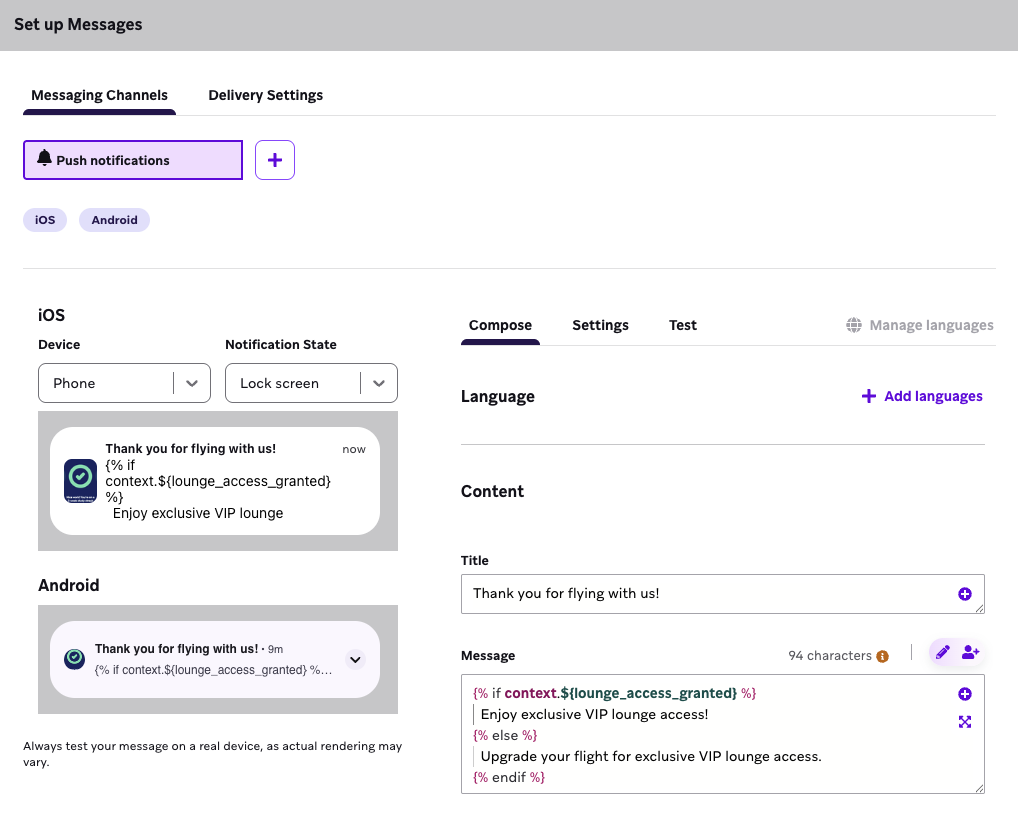 Set up Messages
Messaging Channels
Delivery Settings
Push notifications
iOS
Android
iOS
Device
Notification State
Phone
Lock screen
Thank you for flying with us!
now
{% if
context.${lounge_access_granted}
%}
Enjoy exclusive VIP lounge
Android
Thank you for flying with us! · 9m
{% if context.${lounge_access_granted} %…
Always test your message on a real device, as actual rendering may
vary.
Compose
Settings
Test
Manage languages
Language
Add languages
Content
Title
Thank you for flying with us!
Message
94 characters
{% if context.${lounge_access_granted} %}
Enjoy exclusive VIP lounge access!
{% else %}
Upgrade your flight for exclusive VIP lounge access.
{% endif %}